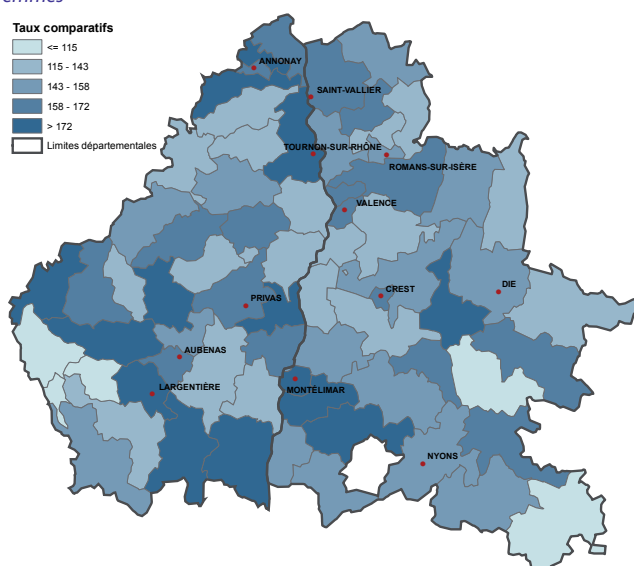 Taux comparatifs
<= 115
115 - 143
143 - 158
158 - 172
> 172
Limites départementales
ANNONAY
SAINT-VALLIER
TOURNON-SUR-RHÔNE
ROMANS-SUR-ISÈRE
VALENCE
DIE
CREST
PRIVAS
AUBENAS
LARGENTIÈRE
MONTÉLIMAR
NYONS